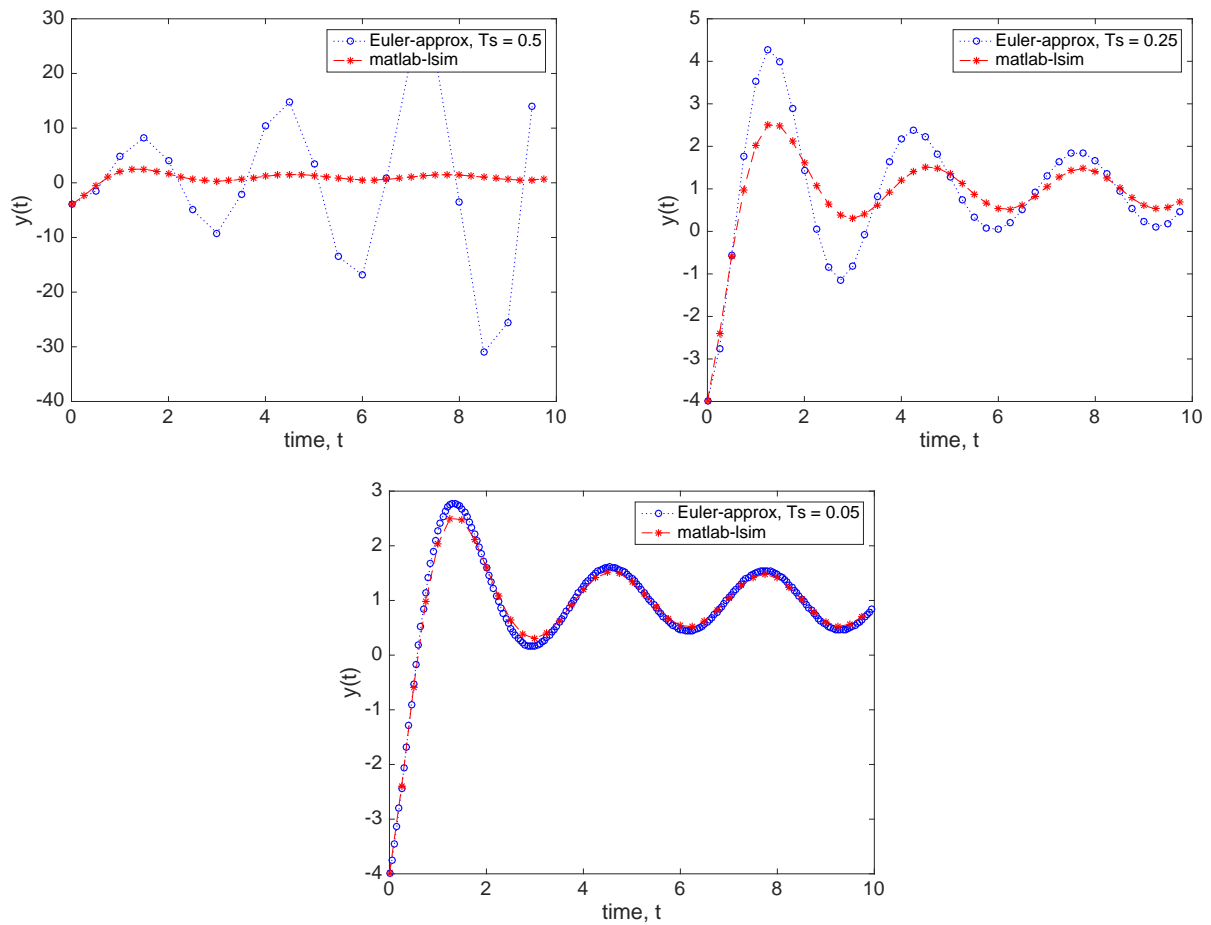 30
20
10
0
-10
-20
-30
-40
y(t)
0 2 4 6 8 10
time, t
Euler-approx, Ts = 0.5
matlab-lsim
5
4
3
2
1
0
-1
-2
-3
-4
y(t)
0 2 4 6 8 10
time, t
Euler-approx, Ts = 0.25
matlab-lsim
3
2
1
0
-1
-2
-3
-4
y(t)
0 2 4 6 8 10
time, t
Euler-approx, Ts = 0.05
matlab-lsim